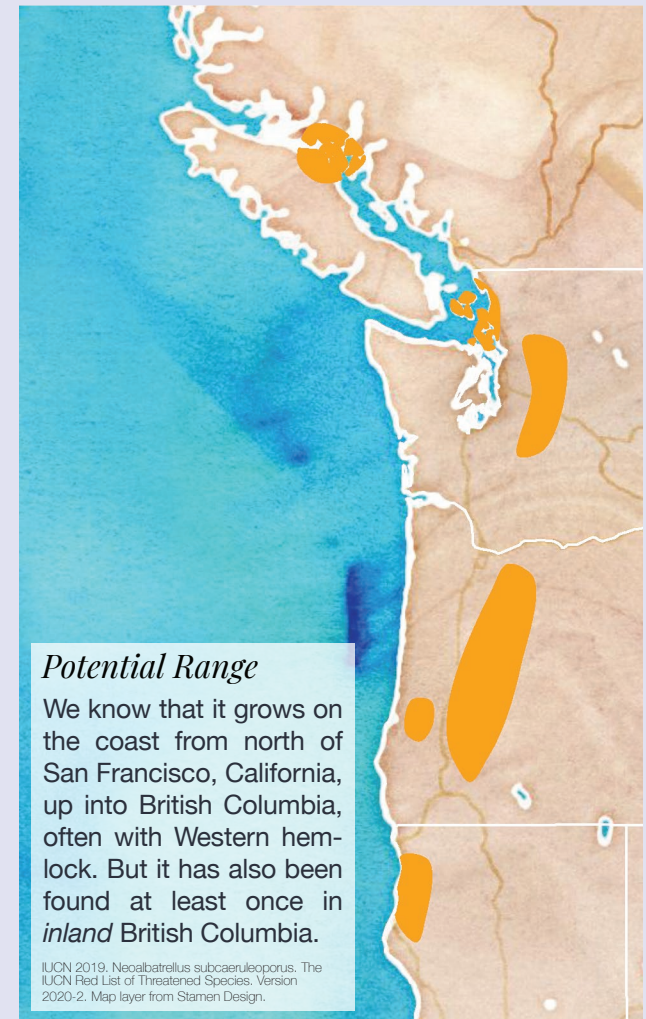 Potential Range
We know that it grows on
the coast from north of
San Francisco, California,
up into British Columbia,
often with Western hem-
lock. But it has also been
found at least once in
inland British Columbia.
IUCN 2019. Neoalbatrellus subcaeruleoporus. The
IUCN Red List of Threatened Species. Version
2020-2. Map layer from Stamen Design.